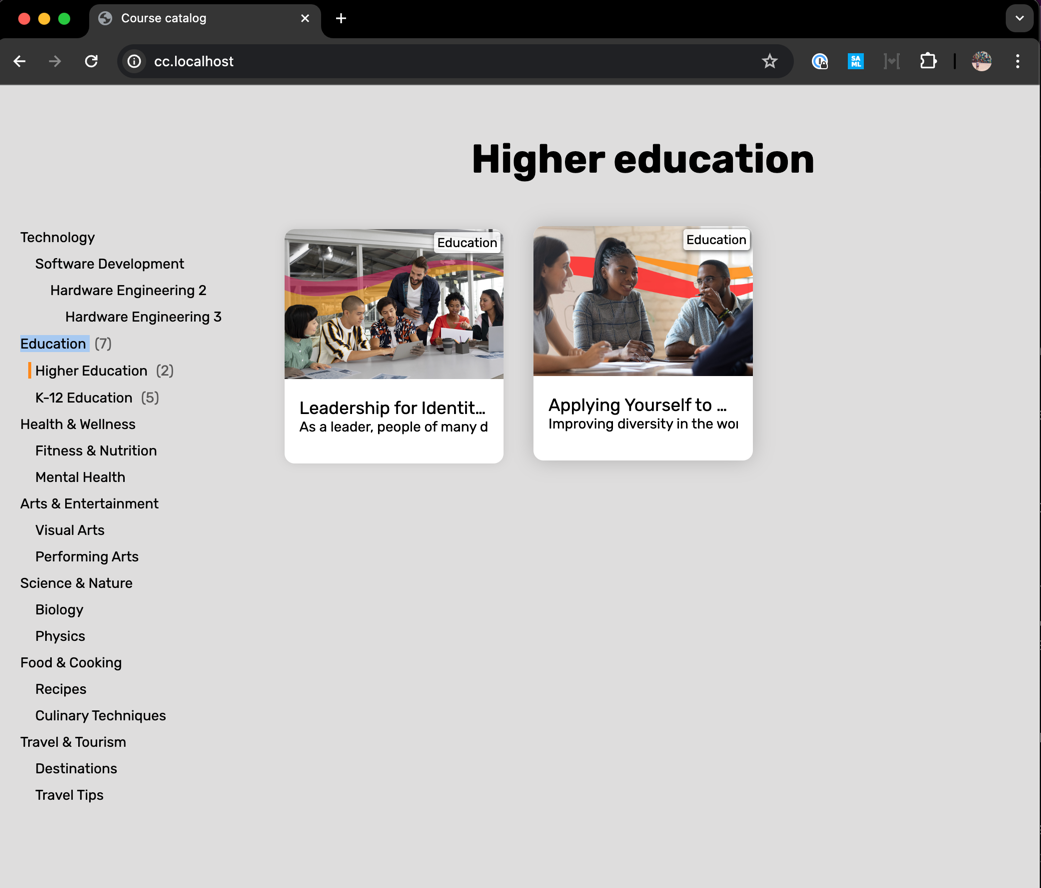 Course catalog
cc.localhost
SA
ML
Higher education
Technology
Software Development
Hardware Engineering 2
Hardware Engineering 3
Education (7)
Higher Education (2)
K-12 Education (5)
Health & Wellness
Fitness & Nutrition
Mental Health
Arts & Entertainment
Visual Arts
Performing Arts
Science & Nature
Biology
Physics
Food & Cooking
Recipes
Culinary Techniques
Travel & Tourism
Destinations
Travel Tips
Education
Leadership for Identit...
As a leader, people of many d
Education
Applying Yourself to ...
Improving diversity in the wor